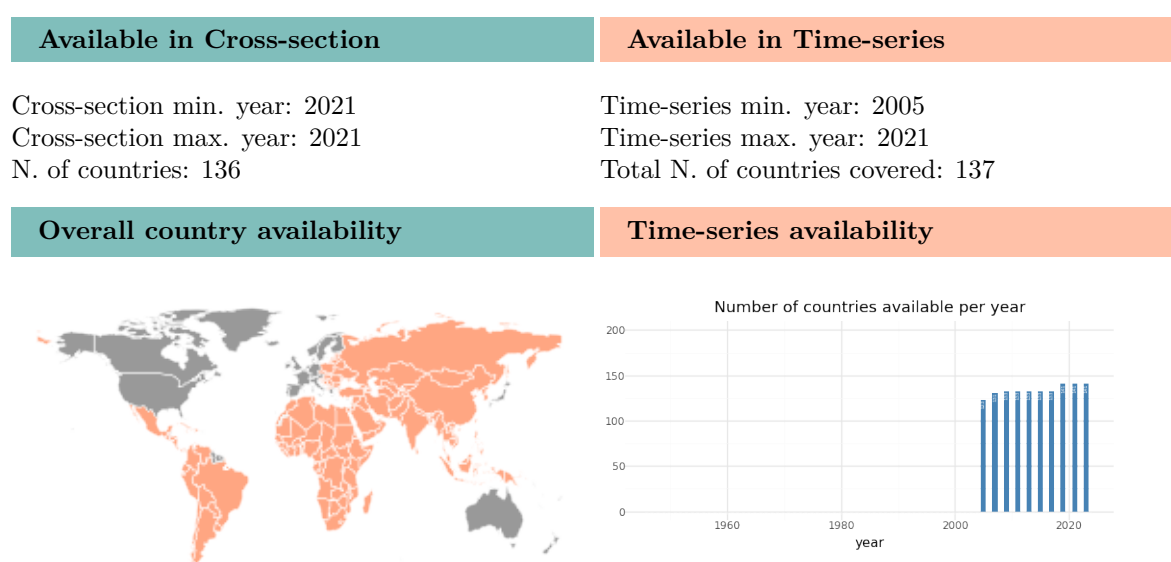 Available in Cross-section
Available in Time-series
Cross-section min. year: 2021
Cross-section max. year: 2021
N. of countries: 136
Time-series min. year: 2005
Time-series max. year: 2021
Total N. of countries covered: 137
Overall country availability
Time-series availability
Number of countries available per year
200
150
100
50
0
1960
1980
2000
2020
year